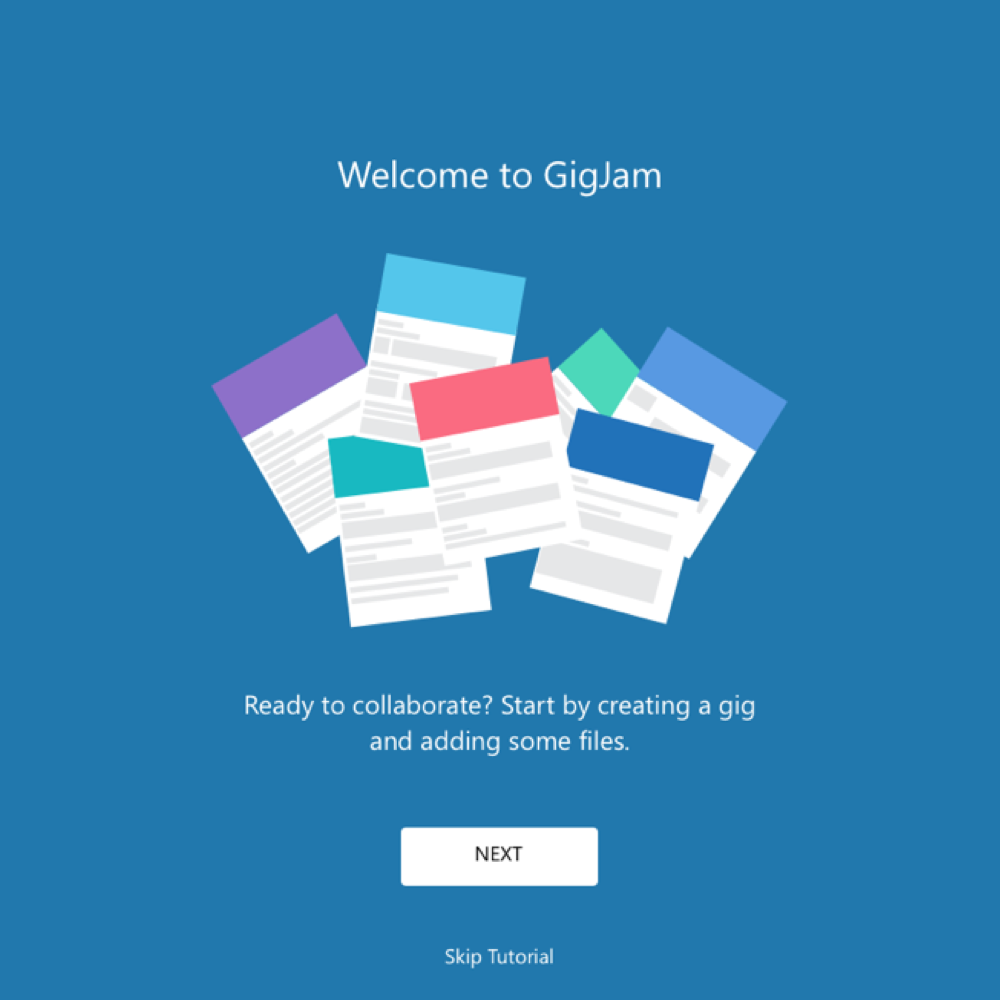 Welcome to GigJam
Ready to collaborate? Start by creating a gig
and adding some files.
NEXT
Skip Tutorial